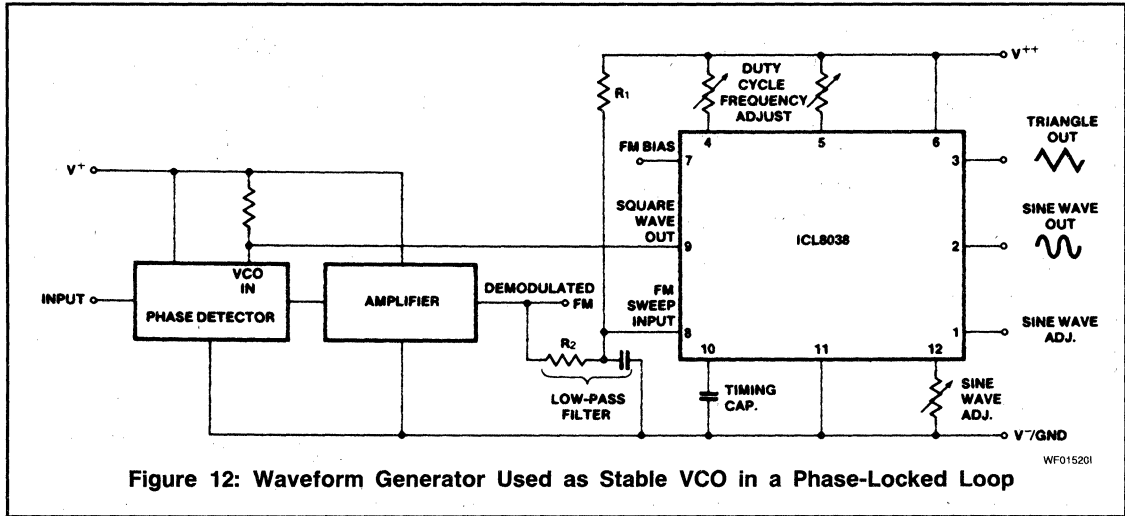 V++
DUTY
CYCLE
FREQUENCY
ADJUST
R1
4
5
6
TRIANGLE
OUT
FM BIAS
7
3
V+
SQUARE
WAVE
OUT
9
ICL8038
SINE WAVE
OUT
2
VCO
IN
INPUT
PHASE DETECTOR
AMPLIFIER
DEMODULATED
FM
FM
SWEEP
INPUT
8
1
SINE WAVE
ADJ.
10
11
12
R2
LOW-PASS
FILTER
TIMING
CAP.
SINE
WAVE
ADJ.
V-/GND
WF01520I
Figure 12: Waveform Generator Used as Stable VCO in a Phase-Locked Loop